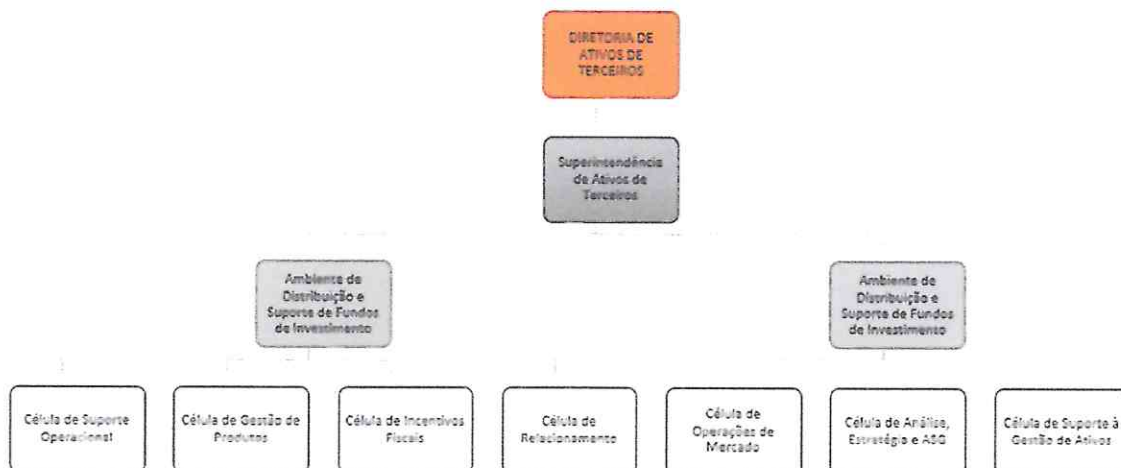 DIRETORIA DE
ATIVOS DE
TERCEIROS
Superintendência
de Ativos de
Terceiros
Ambiente de
Distribuição e
Suporte de Fundos
de Investimento
Ambiente de
Distribuição e
Suporte de Fundos
de Investimento
Célula de Suporte
Operacional
Célula de Gestão de
Produtos
Célula de Incentivos
Fiscais
Célula de
Relacionamento
Célula de
Operações de
Mercado
Célula de Análise,
Estratégia e ASG
Célula de Suporte à
Gestão de Ativos